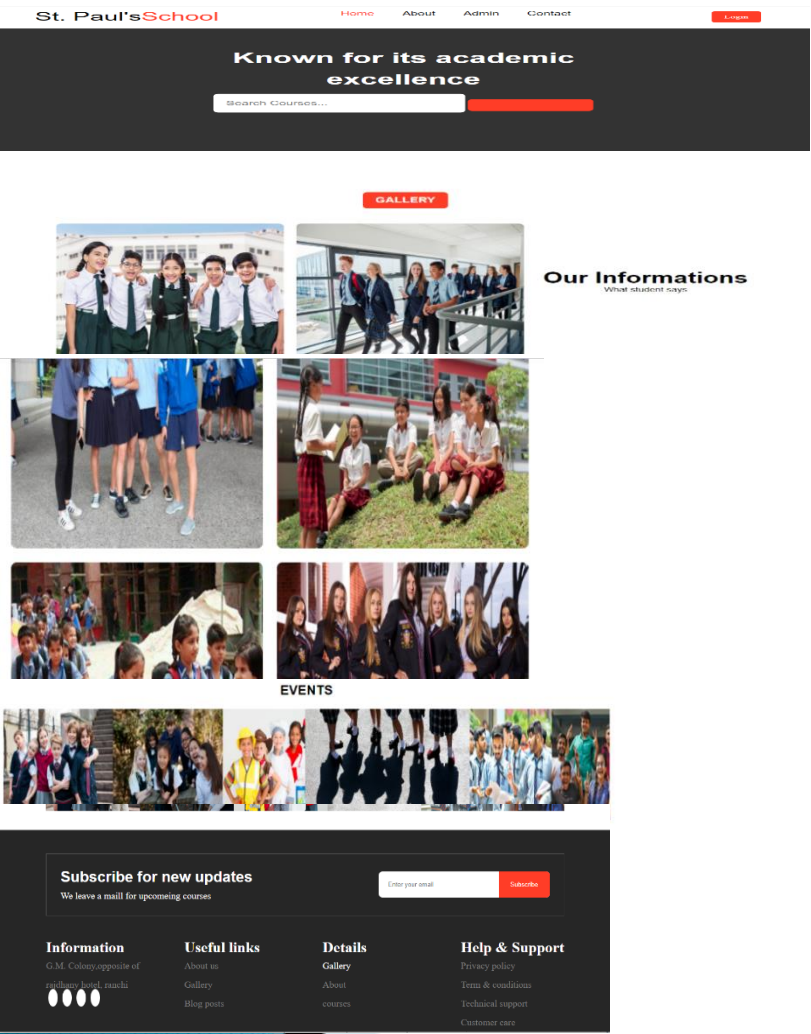 St. Paul'sSchool
Home About Admin Contact
Login
Known for its academic
excellence
Search Courses...
GALLERY
Our Informations
What student says
EVENTS
Subscribe for new updates
We leave a maill for upcomeing courses
Enter your email
Subscribe
Information
G.M. Colony,opposite of
rajdhany hotel, ranchi
Useful links
About us
Gallery
Blog posts
Details
Gallery
About
courses
Help & Support
Privacy policy
Term & conditions
Technical support
Customer care